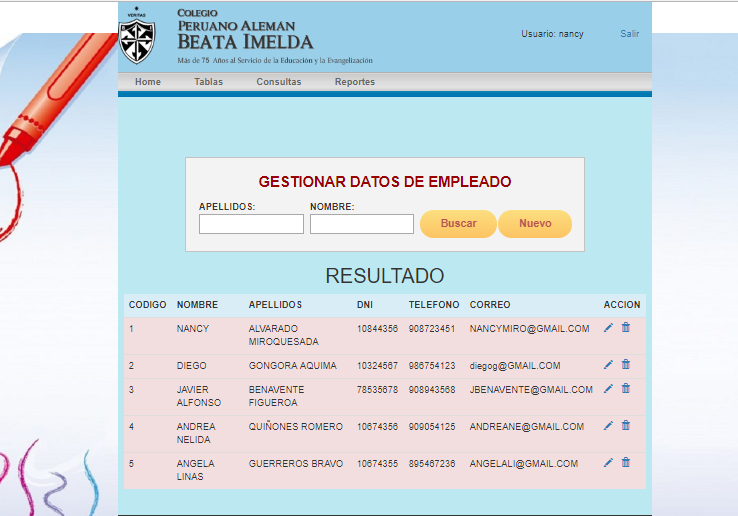 VERITAS
COLEGIO
PERUANO ALEMAN
BEATA IMELDA
Más de 75 Años al Servicio de la Educación y la Evangelización
Usuario: nancy Salir
Home Tablas Consultas Reportes
GESTIONAR DATOS DE EMPLEADO
APELLIDOS: NOMBRE:
Buscar Nuevo
RESULTADO
CODIGO NOMBRE APELLIDOS DNI TELEFONO CORREO ACCION
1 NANCY ALVARADO 10844356 908723451 NANCYMIRO@GMAIL.COM
MIROQUESADA
2 DIEGO GONGORA AQUIMA 10324567 986754123 diegog@GMAIL.COM
3 JAVIER BENAVENTE 78535678 908943568 JBENAVENTE@GMAIL.COM
ALFONSO FIGUEROA
4 ANDREA QUIÑONES ROMERO 10674356 909054125 ANDREANE@GMAIL.COM
NELIDA
5 ANGELA GUERREROS BRAVO 10674355 895467236 ANGELALI@GMAIL.COM
LINAS